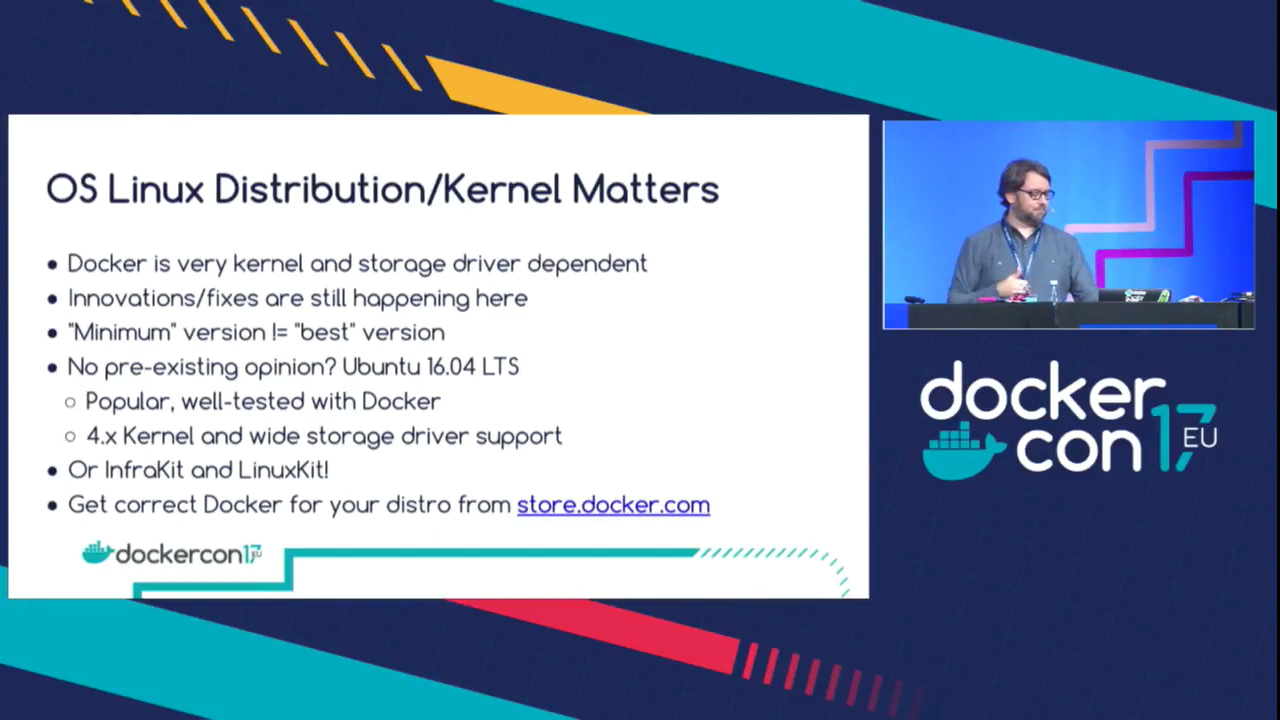 OS Linux Distribution/Kernel Matters
• Docker is very kernel and storage driver dependent
• Innovations/fixes are still happening here
• "Minimum" version != "best" version
• No pre-existing opinion? Ubuntu 16.04 LTS
○ Popular, well-tested with Docker
○ 4.x Kernel and wide storage driver support
• Or InfraKit and LinuxKit!
• Get correct Docker for your distro from store.docker.com
dockercon17 EU
docker
con 17 EU